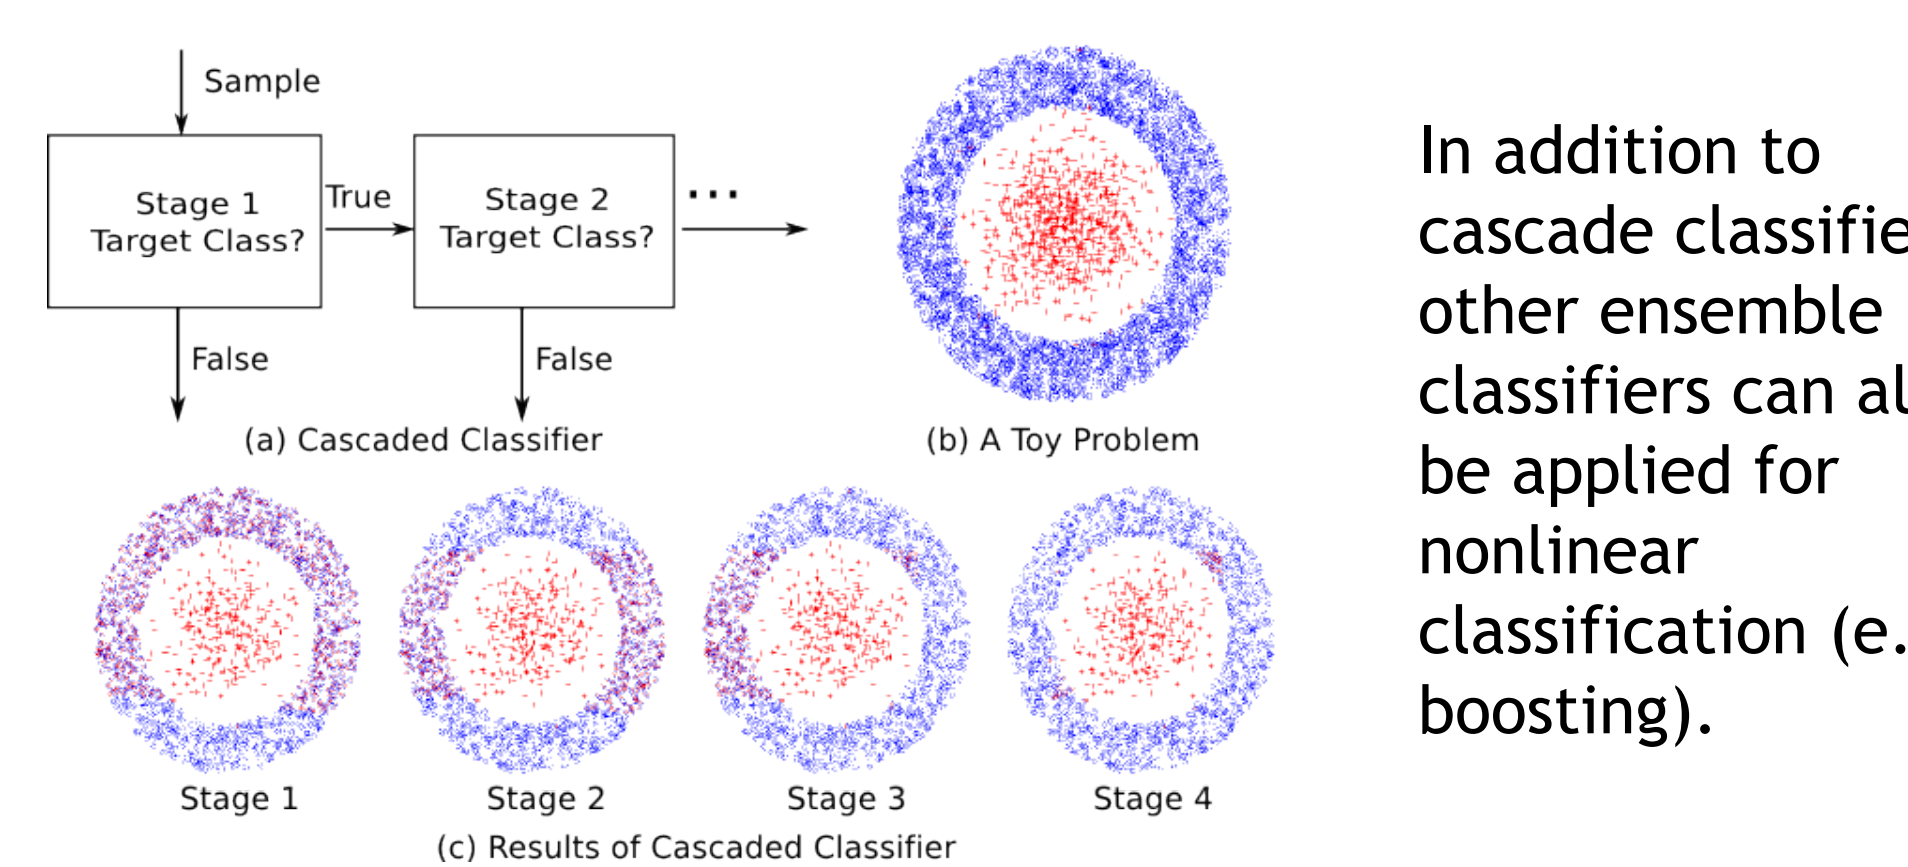 Sample
Stage 1
Target Class?
True
Stage 2
Target Class?
...
False
False
(a) Cascaded Classifier
(b) A Toy Problem
Stage 1
Stage 2
Stage 3
Stage 4
(c) Results of Cascaded Classifier
In addition to
cascade classifie
other ensemble
classifiers can al
be applied for
nonlinear
classification (e.
boosting).